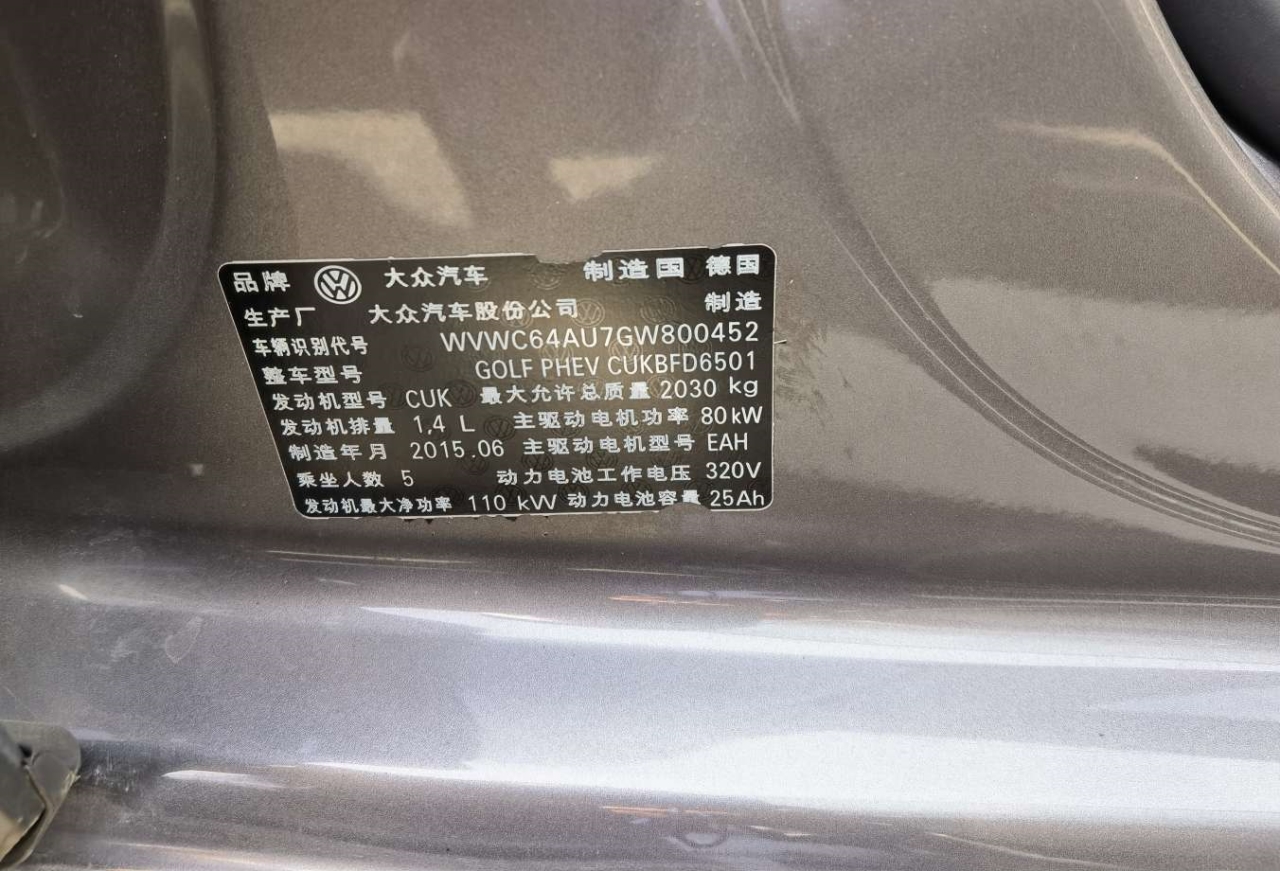 品牌 大众汽车 制造国 德国
生产厂 大众汽车股份公司 制造
车辆识别代号 WVWC64AU7GW800452
整车型号 GOLF PHEV CUKBFD6501
发动机型号 CUK 最大允许总质量 2030 kg
发动机排量 1,4 L 主驱动电机功率 80kW
制造年月 2015.06 主驱动电机型号 EAH
乘坐人数 5 动力电池工作电压 320V
发动机最大净功率 110 kW 动力电池容量 25Ah